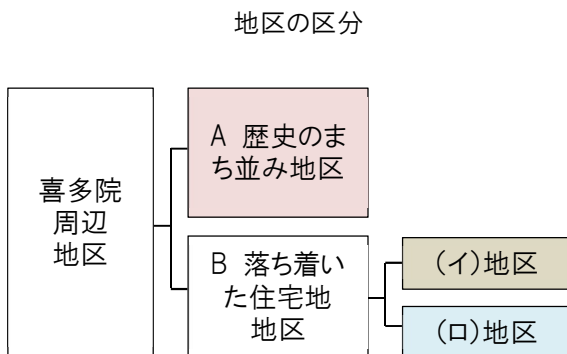 地区の区分
喜多院
周辺
地区
A 歴史のま
ち並み地区
B 落ち着い
た住宅地
地区
(イ)地区
(ロ)地区